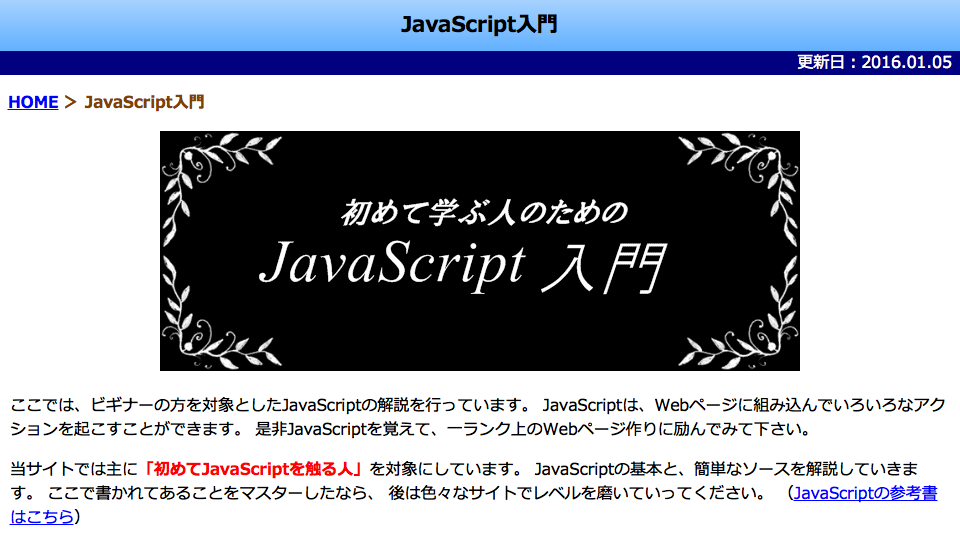 JavaScript入門
更新日：2016.01.05
HOME ＞ JavaScript入門
初めて学ぶ人のための
JavaScript 入門
ここでは、ビギナーの方を対象としたJavaScriptの解説を行っています。 JavaScriptは、Webページに組み込んでいろいろなアク
ションを起こすことができます。 是非JavaScriptを覚えて、一ランク上のWebページ作りに励んでみて下さい。
当サイトでは主に「初めてJavaScriptを触る人」を対象にしています。 JavaScriptの基本と、簡単なソースを解説していきま
す。 ここで書かれてあることをマスターしたなら、 後は色々なサイトでレベルを磨いていってください。 （JavaScriptの参考書
はこちら）